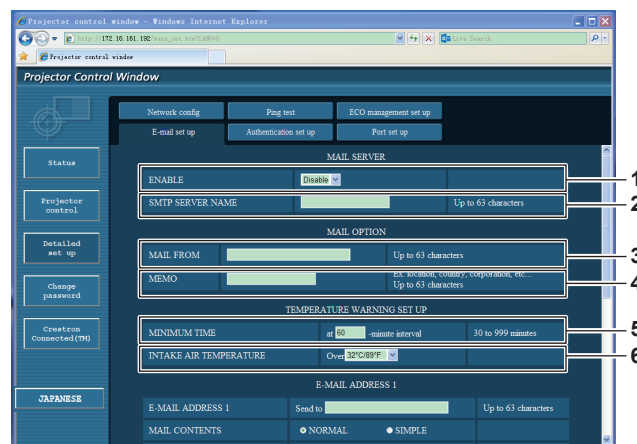 Projector control window - Windows Internet Explorer
http://172.16.161.192/main_set.htm?LANG=0
Live Search
Projector control window
Projector Control Window
Network config
Ping test
ECO management set up
E-mail set up
Authentication set up
Port set up
Status
Projector control
Detailed set up
Change password
Crestron Connected(TM)
JAPANESE
MAIL SERVER
ENABLE Disable 1
SMTP SERVER NAME Up to 63 characters 2
MAIL OPTION
MAIL FROM Up to 63 characters 3
MEMO Ex. location, country, corporation, etc... 4
Up to 63 characters
TEMPERATURE WARNING SET UP
MINIMUM TIME at 60 -minute interval 30 to 999 minutes 5
INTAKE AIR TEMPERATURE Over 32°C/89°F 6
E-MAIL ADDRESS 1
E-MAIL ADDRESS 1 Send to Up to 63 characters
MAIL CONTENTS NORMAL SIMPLE